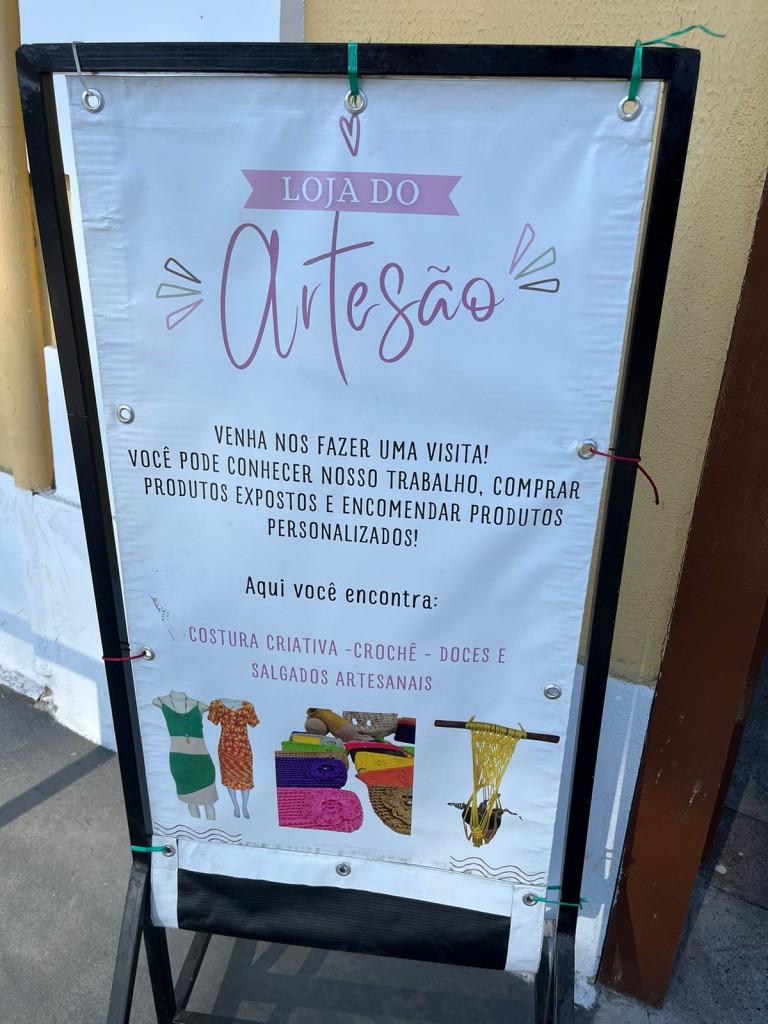 LOJA DO
Artesão
VENHA NOS FAZER UMA VISITA!
VOCÊ PODE CONHECER NOSSO TRABALHO, COMPRAR
PRODUTOS EXPOSTOS E ENCOMENDAR PRODUTOS
PERSONALIZADOS!
Aqui você encontra:
COSTURA CRIATIVA -CROCHÊ - DOCES E
SALGADOS ARTESANAIS